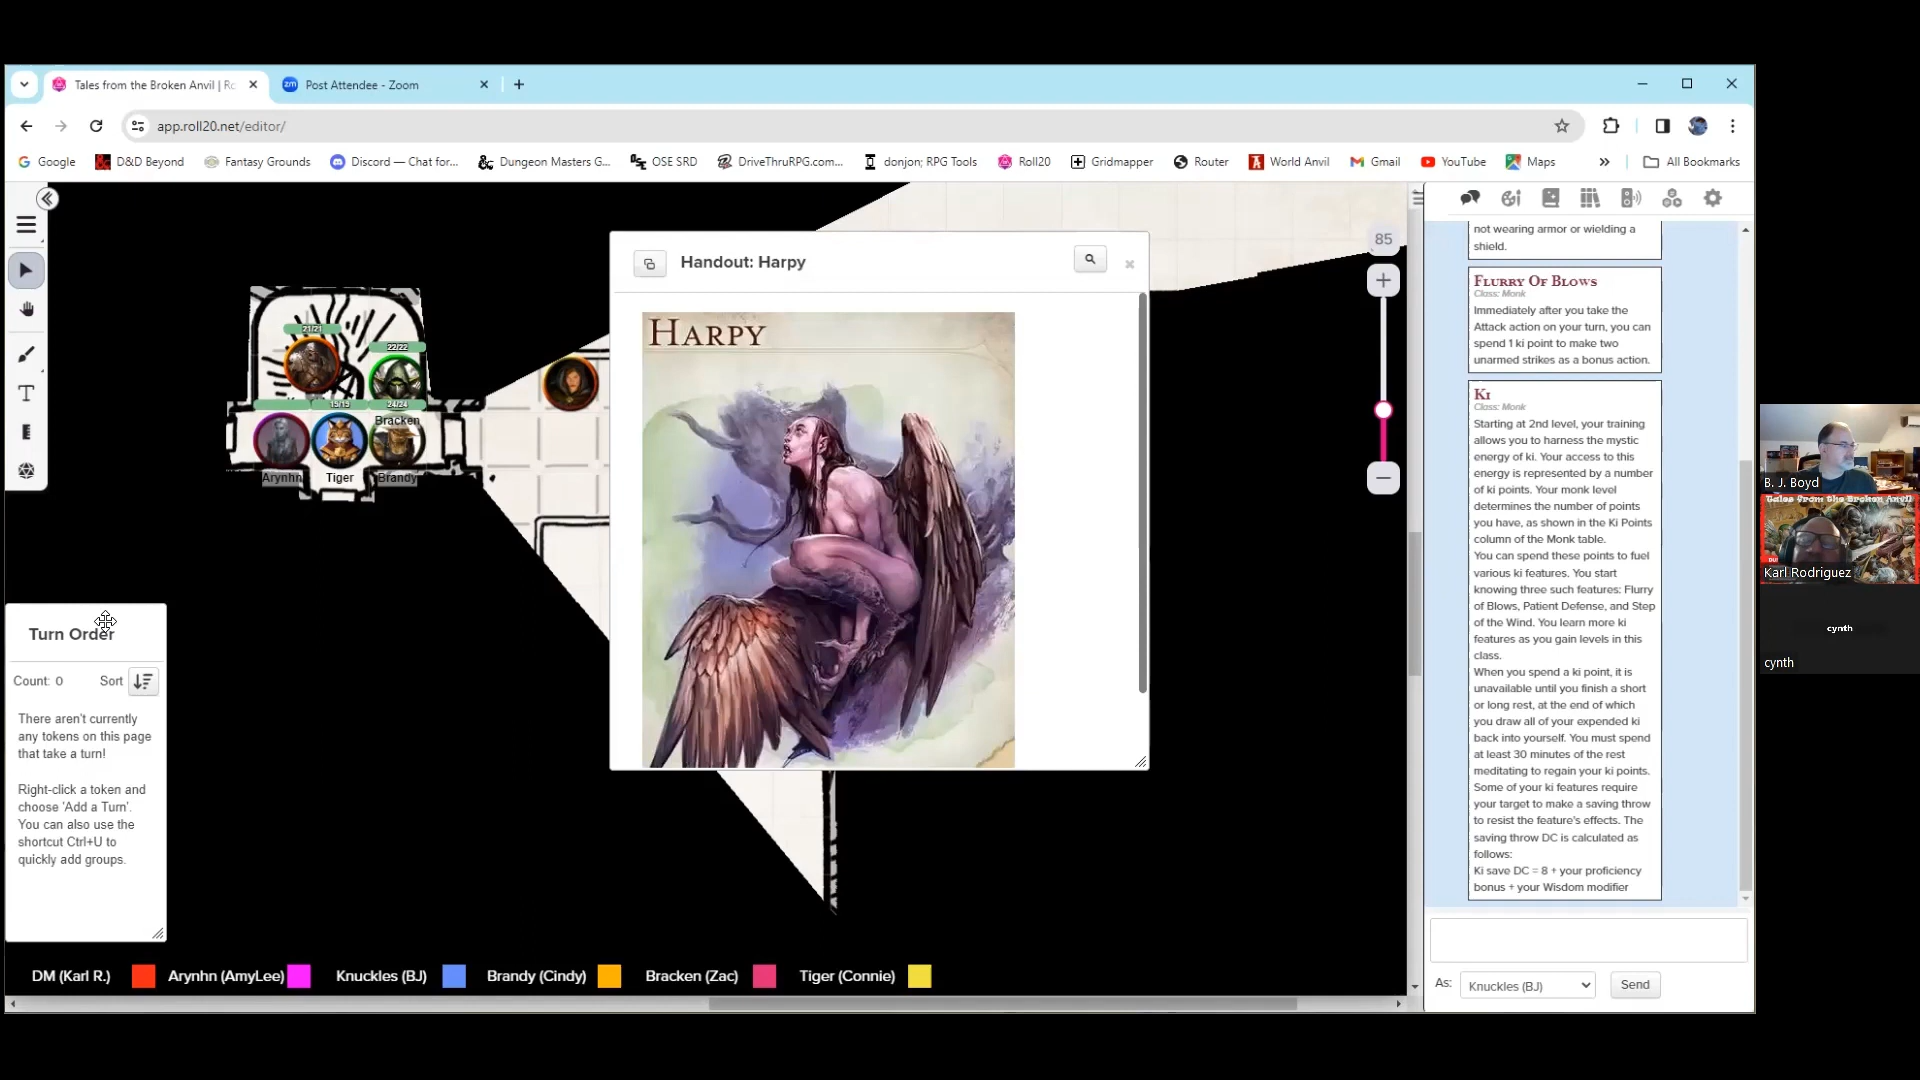 Tales from the Broken Anvil | Ro
Post Attendee - Zoom
app.roll20.net/editor/
Google
D&D Beyond
Fantasy Grounds
Discord — Chat for...
Dungeon Masters G...
OSE SRD
DriveThruRPG.com...
donjon; RPG Tools
Roll20
Gridmapper
Router
World Anvil
Gmail
YouTube
Maps
All Bookmarks
85
Handout: Harpy
HARPY
21/21
22/22
15/15
24/24
Bracken
Arynhn
Tiger
Brandy
Turn Order
Count: 0
Sort
There aren't currently
any tokens on this page
that take a turn!
Right-click a token and
choose 'Add a Turn'.
You can also use the
shortcut Ctrl+U to
quickly add groups.
DM (Karl R.)
Arynhn (AmyLee)
Knuckles (BJ)
Brandy (Cindy)
Bracken (Zac)
Tiger (Connie)
not wearing armor or wielding a
shield.
Flurry Of Blows
Class: Monk
Immediately after you take the
Attack action on your turn, you can
spend 1 ki point to make two
unarmed strikes as a bonus action.
Ki
Class: Monk
Starting at 2nd level, your training
allows you to harness the mystic
energy of ki. Your access to this
energy is represented by a number
of ki points. Your monk level
determines the number of points
you have, as shown in the Ki Points
column of the Monk table.
You can spend these points to fuel
various ki features. You start
knowing three such features: Flurry
of Blows, Patient Defense, and Step
of the Wind. You learn more ki
features as you gain levels in this
class.
When you spend a ki point, it is
unavailable until you finish a short
or long rest, at the end of which
you draw all of your expended ki
back into yourself. You must spend
at least 30 minutes of the rest
meditating to regain your ki points.
Some of your ki features require
your target to make a saving throw
to resist the feature's effects. The
saving throw DC is calculated as
follows:
Ki save DC = 8 + your proficiency
bonus + your Wisdom modifier
As:
Knuckles (BJ)
Send
B. J. Boyd
Tales from the Broken Anvil
Karl Rodriguez
cynth
cynth